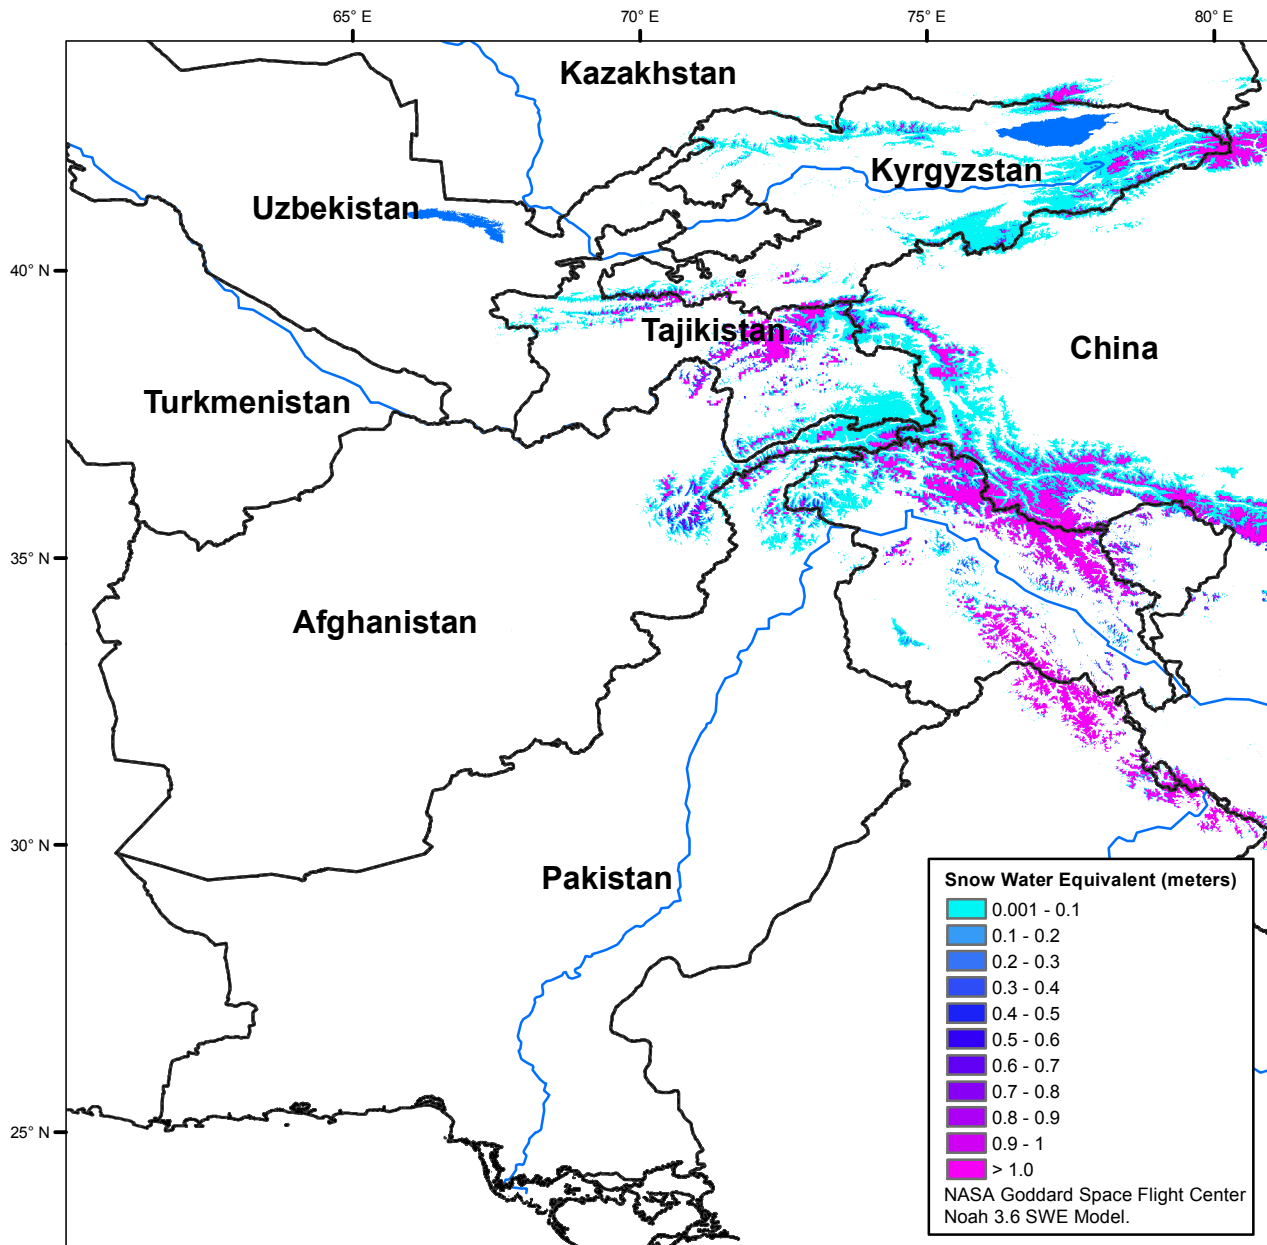 65° E
70° E
75° E
80° E
Kazakhstan
Kyrgyzstan
Uzbekistan
40° N
Tajikistan
China
Turkmenistan
35° N
Afghanistan
30° N
Pakistan
25° N
Snow Water Equivalent (meters)
0.001 - 0.1
0.1 - 0.2
0.2 - 0.3
0.3 - 0.4
0.4 - 0.5
0.5 - 0.6
0.6 - 0.7
0.7 - 0.8
0.8 - 0.9
0.9 - 1
> 1.0
NASA Goddard Space Flight Center
Noah 3.6 SWE Model.